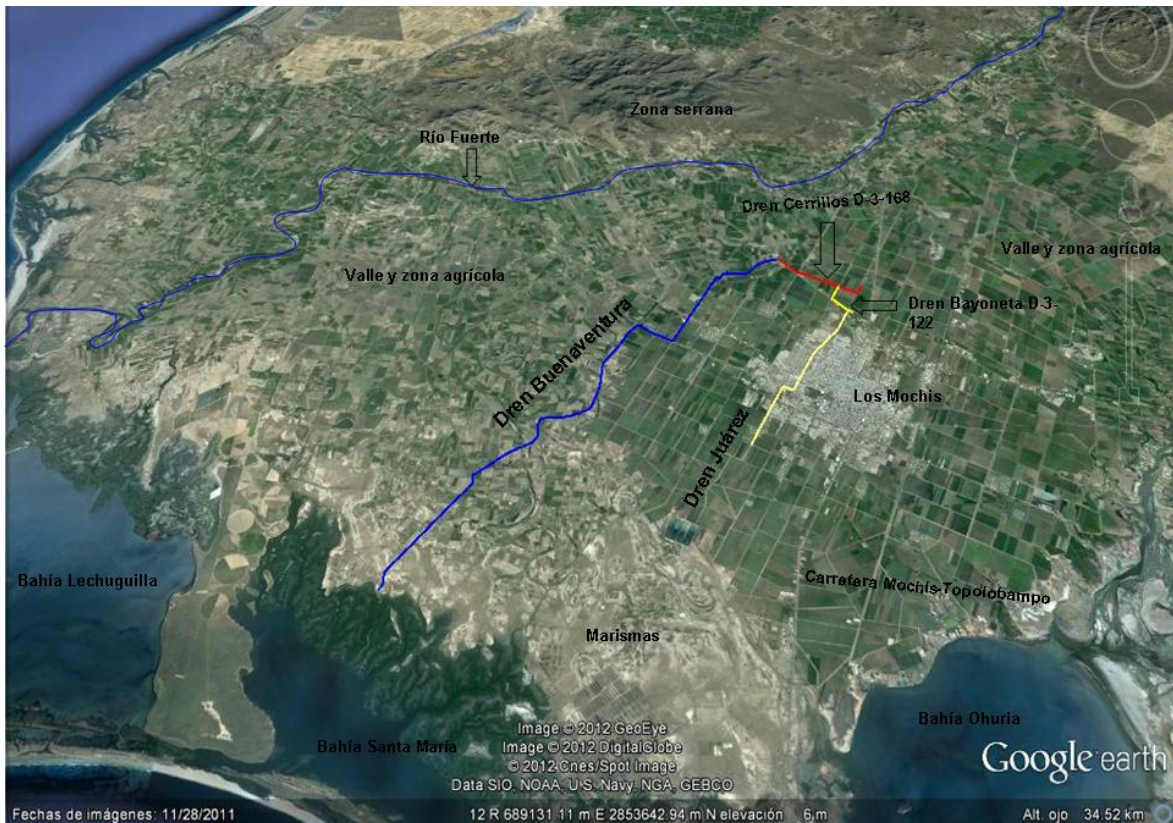 Zona serrana
Río Fuerte
Dren Cerrillos D-3-168
Valle y zona agrícola
Valle y zona agrícola
Dren Bayoneta D-3-
122
Dren Buenaventura
Los Mochis
Dren Juárez
Bahía Lechuguilla
Carretera Mochis-Topolobampo
Marismas
Bahía Santa María
Bahía Ohuria
Image © 2012 GeoEye
Image © 2012 DigitalGlobe
© 2012 Cnes/Spot Image
Data SIO, NOAA, U.S. Navy, NGA, GEBCO
Google earth
Fechas de imágenes: 11/28/2011
12 R 689131.11 m E 2853642.94 m N elevación 6 m
Alt. ojo 34.52 km